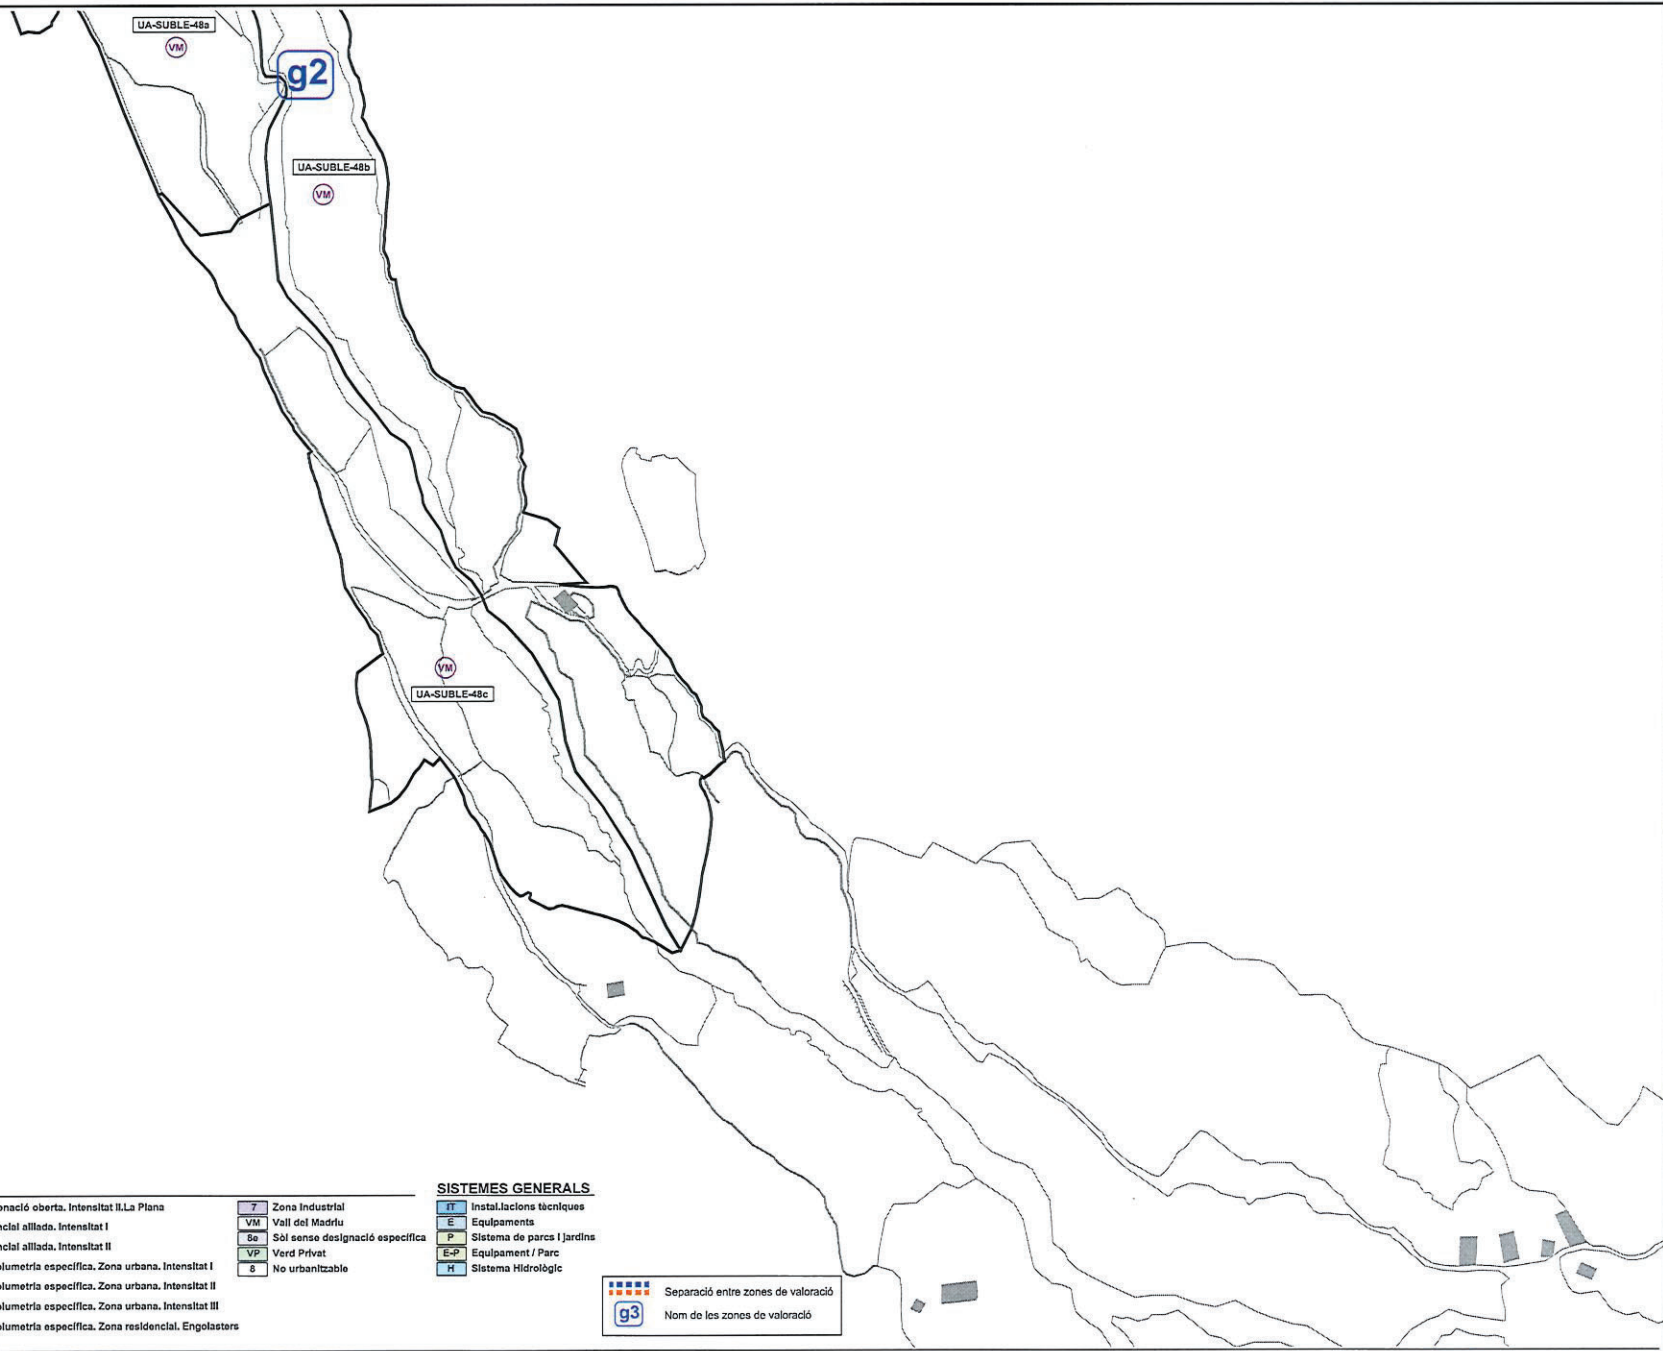 UA-SUBLE-48a
VM
g2
UA-SUBLE-48b
VM
VM
UA-SUBLE-48c
enació oberta. Intensitat II.La Plana
ncial aïllada. Intensitat I
ncial aïllada. Intensitat II
olumetria específica. Zona urbana. Intensitat I
olumetria específica. Zona urbana. Intensitat II
olumetria específica. Zona urbana. Intensitat III
olumetria específica. Zona residencial. Engolasters
7 Zona Industrial
VM Vall del Madriu
8e Sòl sense designació específica
VP Verd Privat
8 No urbanitzable
SISTEMES GENERALS
IT Instal.lacions tècniques
E Equipaments
P Sistema de parcs i jardins
E-P Equipament / Parc
H Sistema Hidrològic
Separació entre zones de valoració
g3 Nom de les zones de valoració